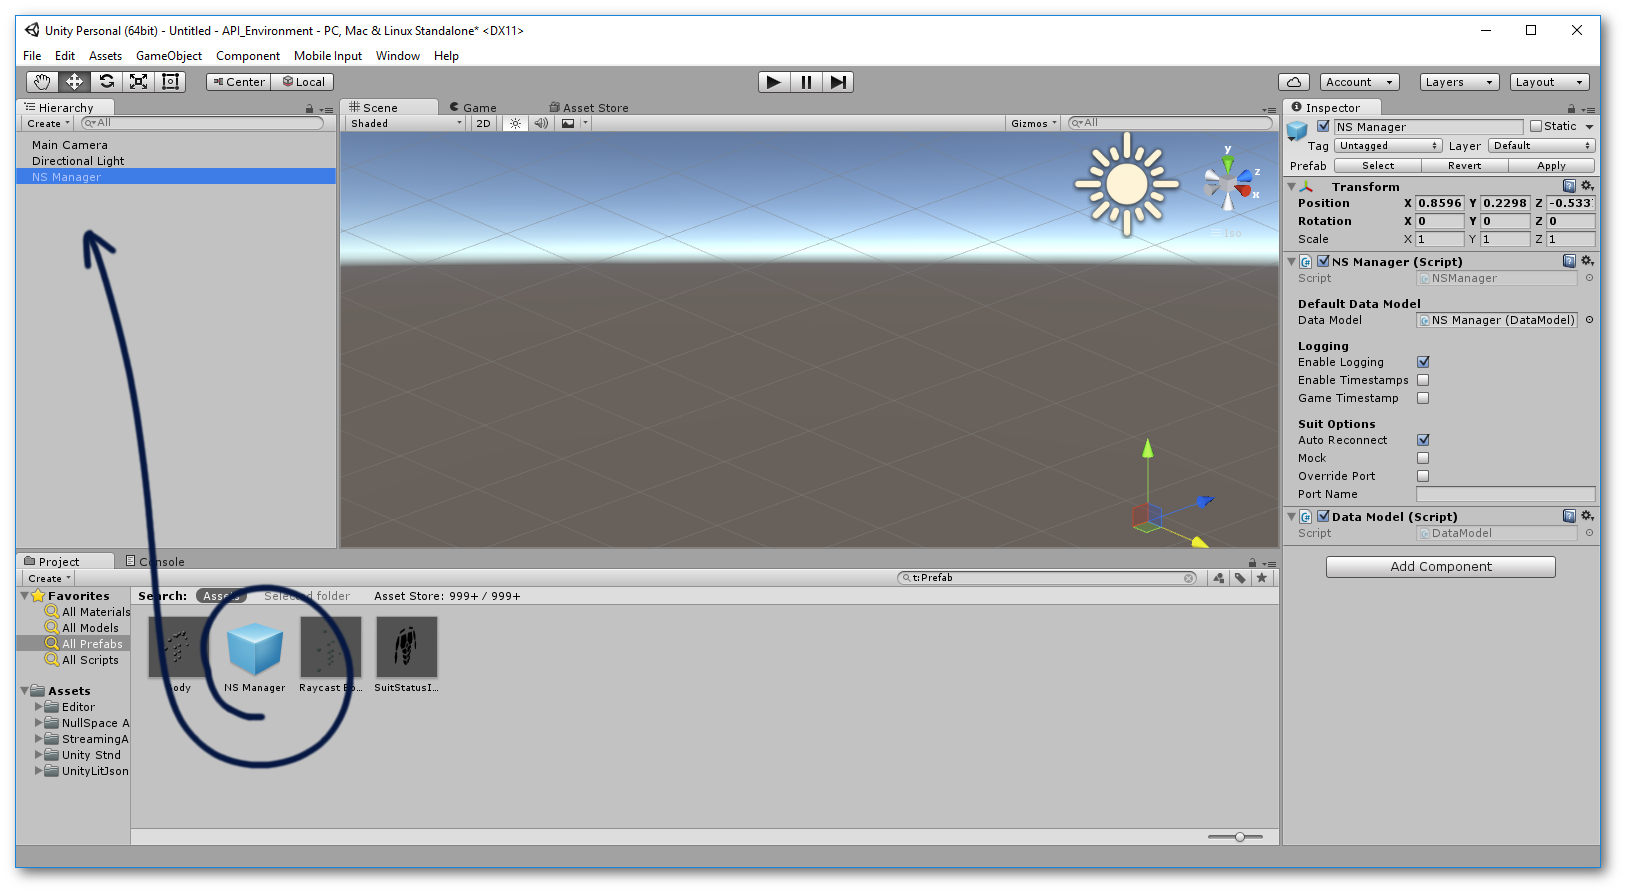 Unity Personal (64bit) - Untitled - API_Environment - PC, Mac & Linux Standalone* <DX11>
File Edit Assets GameObject Component Mobile Input Window Help
Center Local Account Layers Layout
Hierarchy
Create All
Main Camera
Directional Light
NS Manager
Scene Game Asset Store
Shaded 2D Gizmos All
y
z
x
Iso
Inspector
NS Manager Static
Tag Untagged Layer Default
Prefab Select Revert Apply
Transform
Position X 0.8596 Y 0.2298 Z -0.533
Rotation X 0 Y 0 Z 0
Scale X 1 Y 1 Z 1
NS Manager (Script)
Script NSManager
Default Data Model
Data Model NS Manager (DataModel)
Logging
Enable Logging
Enable Timestamps
Game Timestamp
Suit Options
Auto Reconnect
Mock
Override Port
Port Name
Data Model (Script)
Script DataModel
Add Component
Project Console
Create t:Prefab
Favorites
All Materials
All Models
All Prefabs
All Scripts
Assets
Editor
NullSpace A
StreamingA
Unity Stnd
UnityLitJson
Search: Assets Selected folder Asset Store: 999+ / 999+
Body NS Manager Raycast Bo... SuitStatusI...